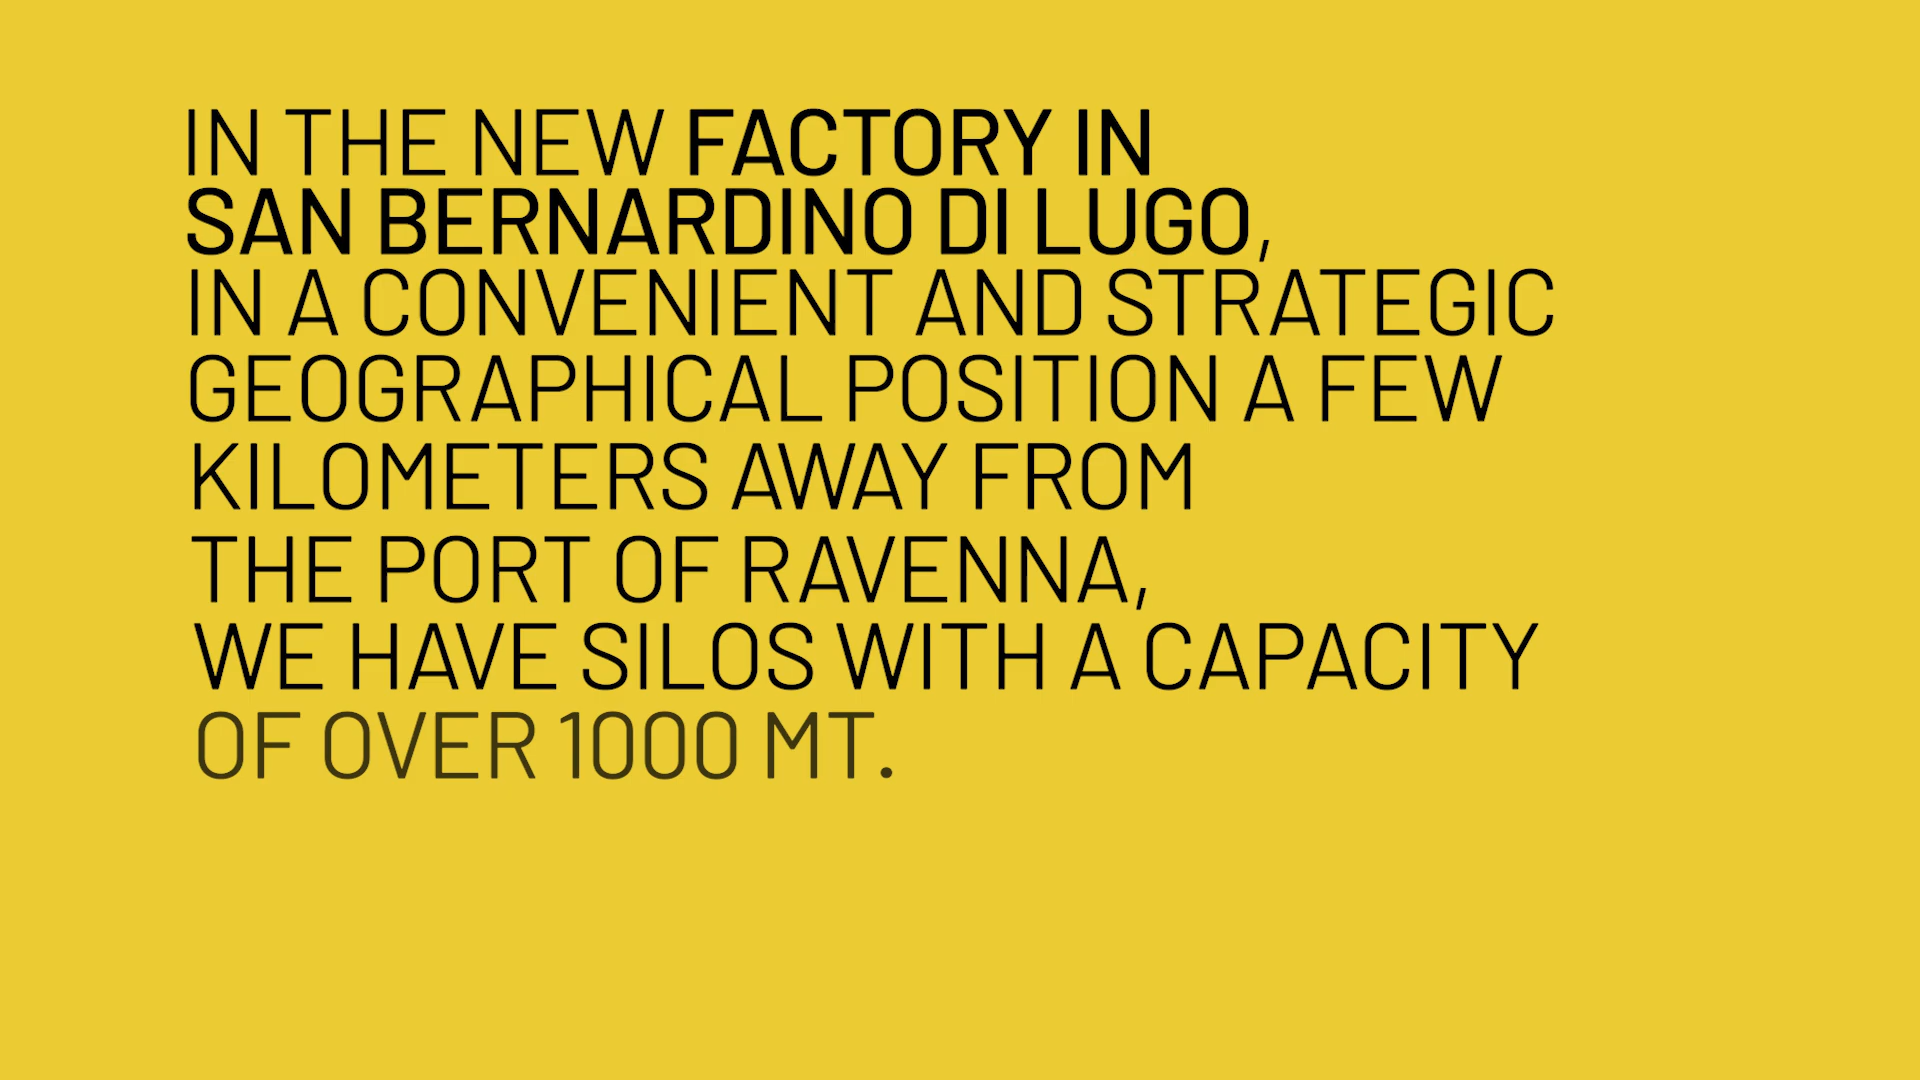 IN THE NEW FACTORY IN
SAN BERNARDINO DI LUGO,
IN A CONVENIENT AND STRATEGIC
GEOGRAPHICAL POSITION A FEW
KILOMETERS AWAY FROM
THE PORT OF RAVENNA,
WE HAVE SILOS WITH A CAPACITY
OF OVER 1000 MT.